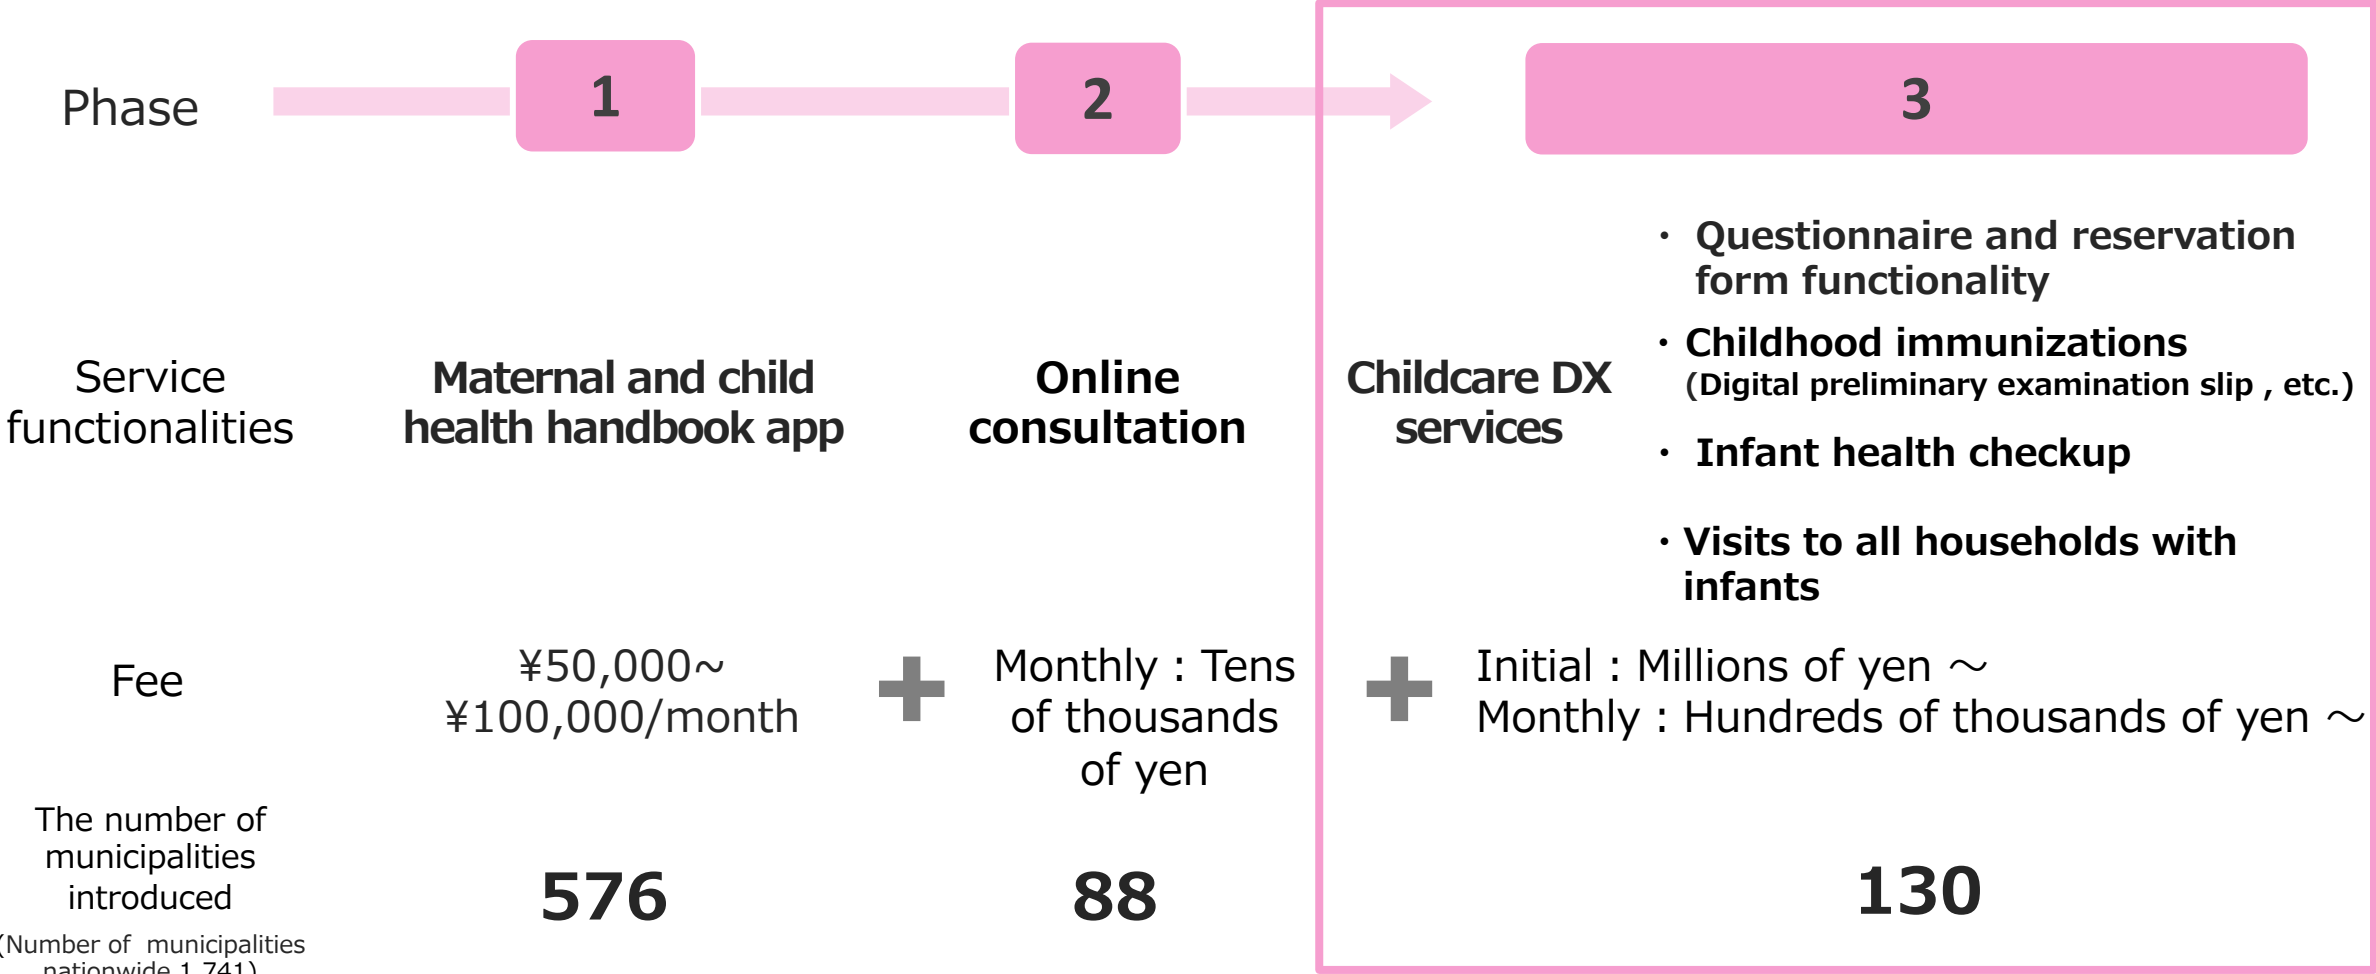 Phase
1
2
3
Service
functionalities
Maternal and child
health handbook app
Online
consultation
Childcare DX
services
・ Questionnaire and reservation
form functionality
・ Childhood immunizations
(Digital preliminary examination slip , etc.)
・ Infant health checkup
・ Visits to all households with
infants
Fee
¥50,000~
¥100,000/month
+
Monthly : Tens
of thousands
of yen
+
Initial : Millions of yen ～
Monthly : Hundreds of thousands of yen ～
The number of
municipalities
introduced
(Number of municipalities
nationwide 1,741)
576
88
130